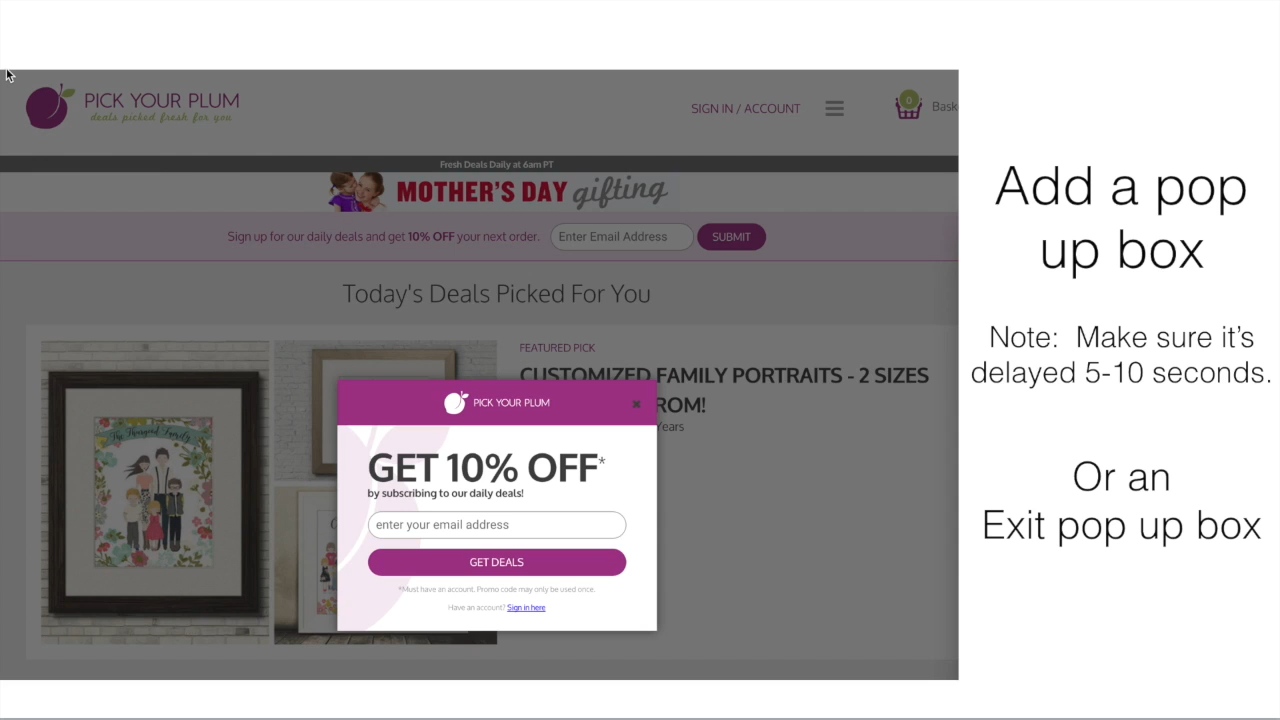 PICK YOUR PLUM
deals picked fresh for you
SIGN IN / ACCOUNT
0
Bask
Fresh Deals Daily at 6am PT
MOTHER'S DAY gifting
Sign up for our daily deals and get 10% OFF your next order.
Enter Email Address
SUBMIT
Today's Deals Picked For You
FEATURED PICK
CUSTOMIZED FAMILY PORTRAITS - 2 SIZES
ROM!
Years
PICK YOUR PLUM
GET 10% OFF*
by subscribing to our daily deals!
enter your email address
GET DEALS
*Must have an account. Promo code may only be used once.
Have an account? Sign in here
Add a pop
up box
Note: Make sure it's
delayed 5-10 seconds.
Or an
Exit pop up box